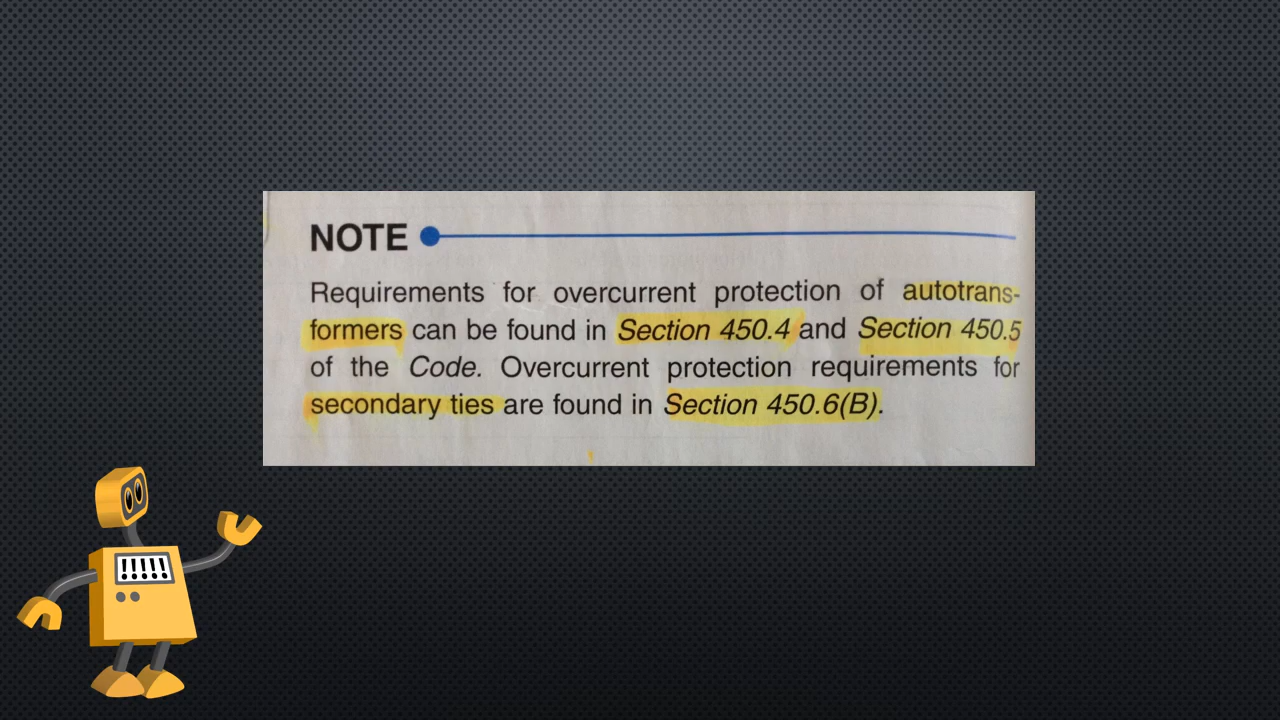 NOTE
Requirements for overcurrent protection of autotrans-
formers can be found in Section 450.4 and Section 450.5
of the Code. Overcurrent protection requirements for
secondary ties are found in Section 450.6(B).